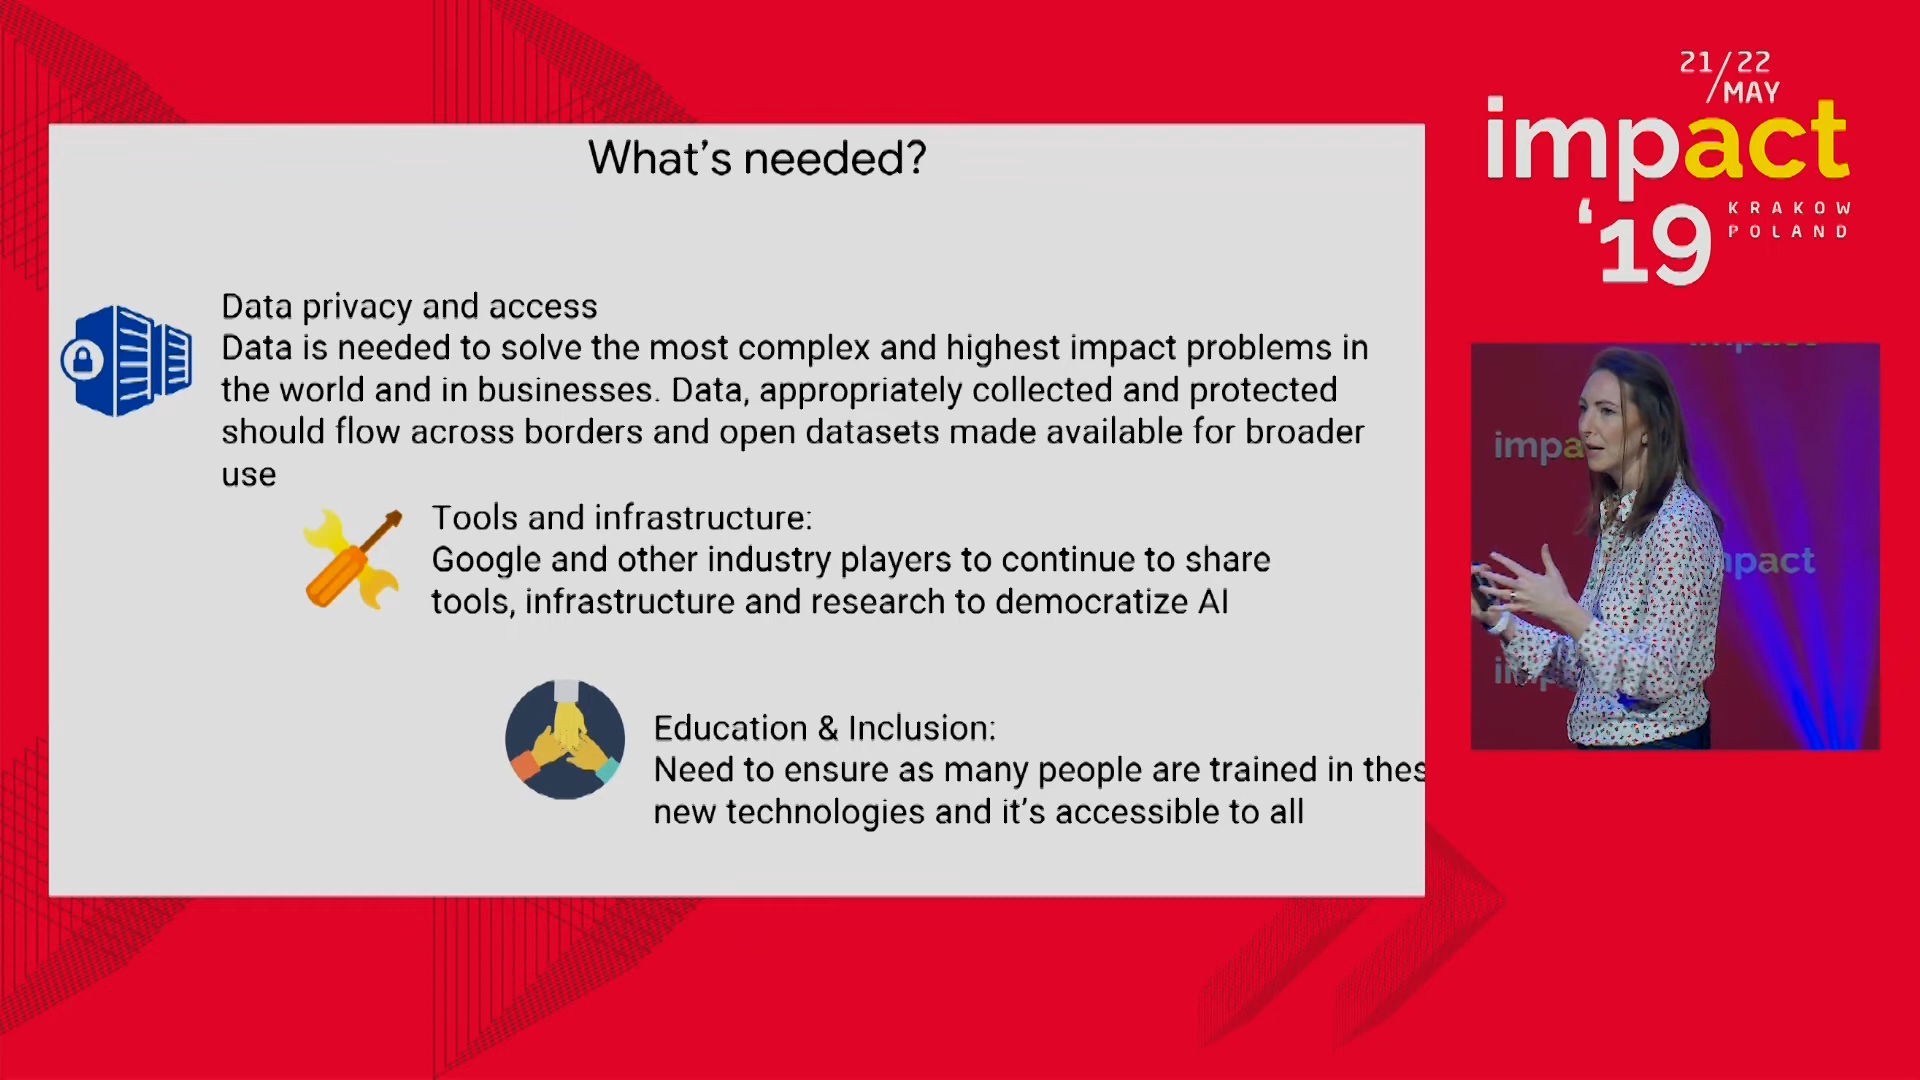 21/22
MAY
impact
'19
KRAKOW
POLAND
What's needed?
Data privacy and access
Data is needed to solve the most complex and highest impact problems in
the world and in businesses. Data, appropriately collected and protected
should flow across borders and open datasets made available for broader
use
Tools and infrastructure:
Google and other industry players to continue to share
tools, infrastructure and research to democratize AI
Education & Inclusion:
Need to ensure as many people are trained in thes
new technologies and it's accessible to all
impa
mpact